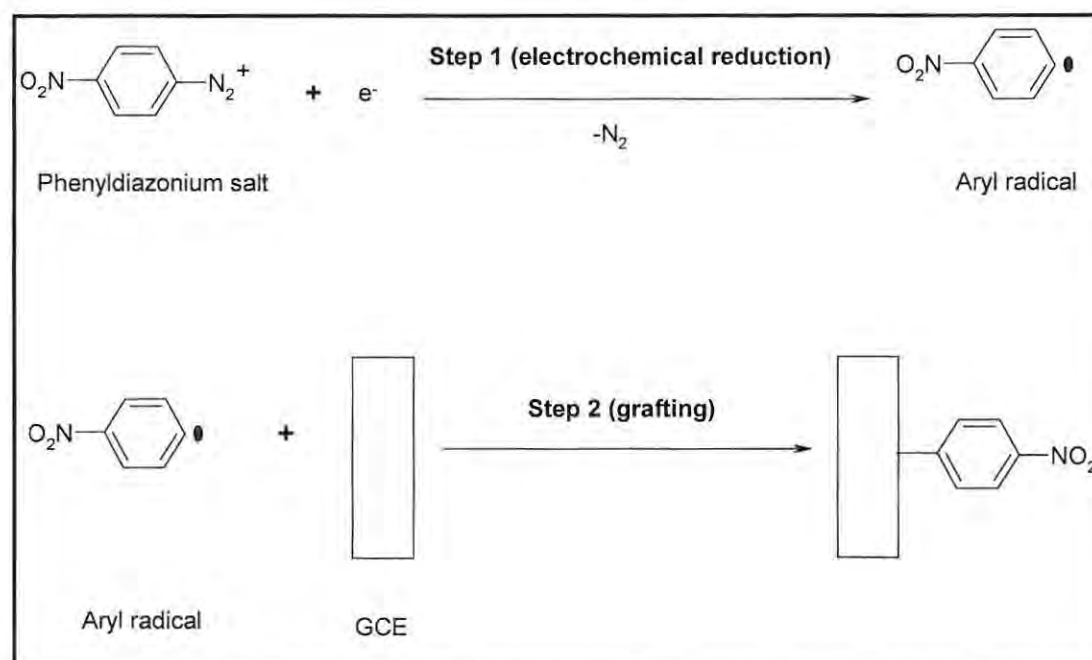 Step 1 (electrochemical reduction)
O₂N
N₂⁺
+ e⁻
-N₂
O₂N
Phenyldiazonium salt
Aryl radical
Step 2 (grafting)
O₂N
+
NO₂
Aryl radical
GCE